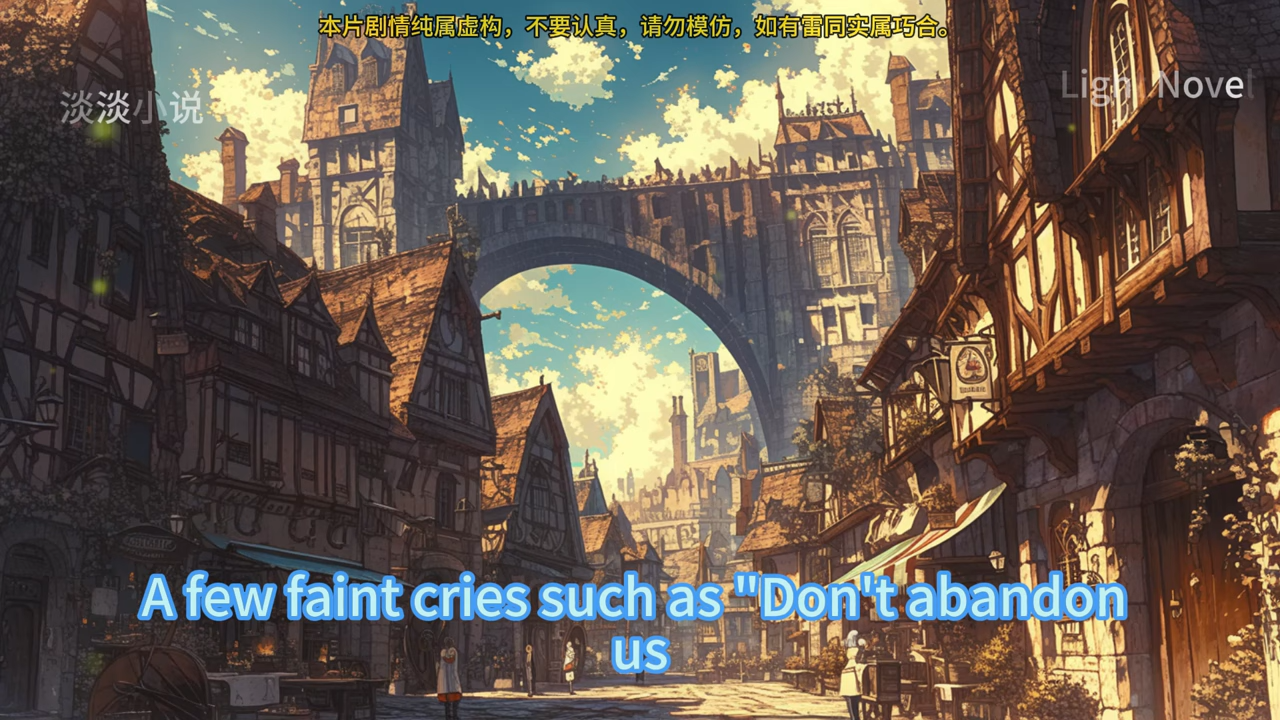 本片剧情纯属虚构，不要认真，请勿模仿，如有雷同实属巧合。
淡淡小说
Light Novel
A few faint cries such as "Don't abandon
us